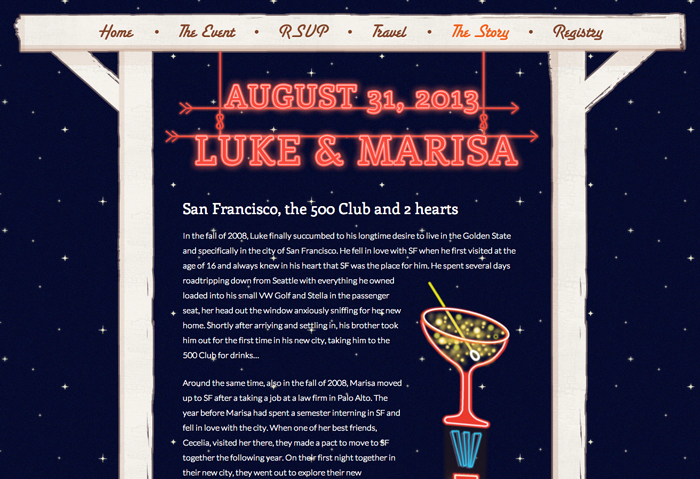 Home • The Event • RSVP • Travel • The Story • Registry
AUGUST 31, 2013
LUKE & MARISA
San Francisco, the 500 Club and 2 hearts
In the fall of 2008, Luke finally succumbed to his longtime desire to live in the Golden State
and specifically in the city of San Francisco. He fell in love with SF when he first visited at the
age of 16 and always knew in his heart that SF was the place for him. He spent several days
roadtripping down from Seattle with everything he owned
loaded into his small VW Golf and Stella in the passenger
seat, her head out the window anxiously sniffing for her new
home. Shortly after arriving and settling in, his brother took
him out for the first time in his new city, taking him to the
500 Club for drinks...
Around the same time, also in the fall of 2008, Marisa moved
up to SF after a taking a job at a law firm in Palo Alto. The
year before Marisa had spent a semester interning in SF and
fell in love with the city. When one of her best friends,
Cecelia, visited her there, they made a pact to move to SF
together the following year. On their first night together in
their new city, they went out to explore their new